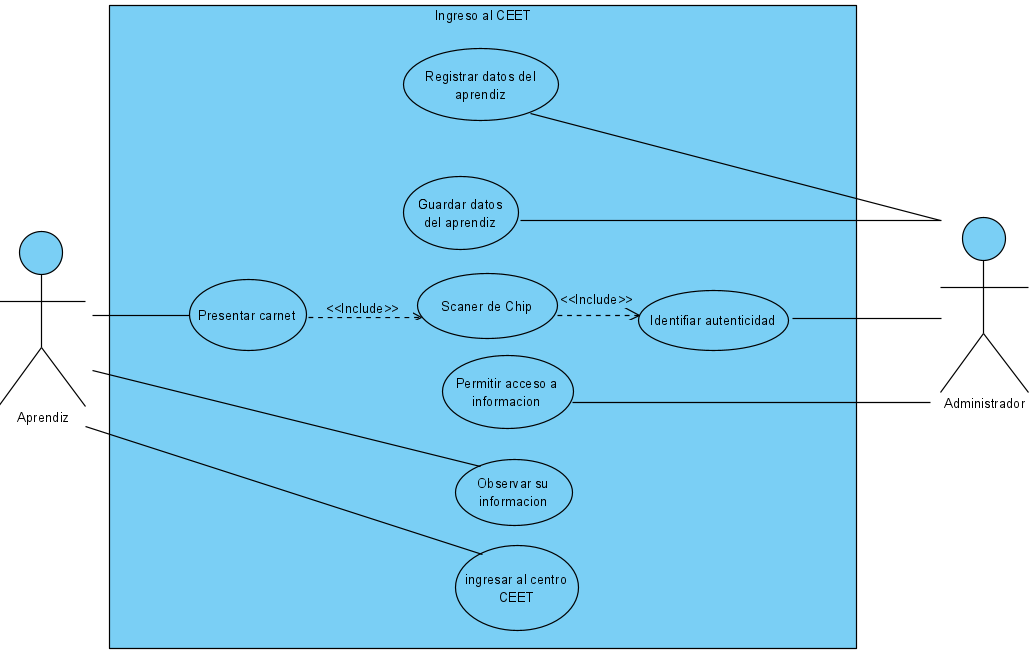 Ingreso al CEET
Registrar datos del
aprendiz
Guardar datos
del aprendiz
Presentar carnet
<<Include>>
Scaner de Chip
<<Include>>
Identifiar autenticidad
Permitir acceso a
informacion
Observar su
informacion
ingresar al centro
CEET
Aprendiz
Administrador